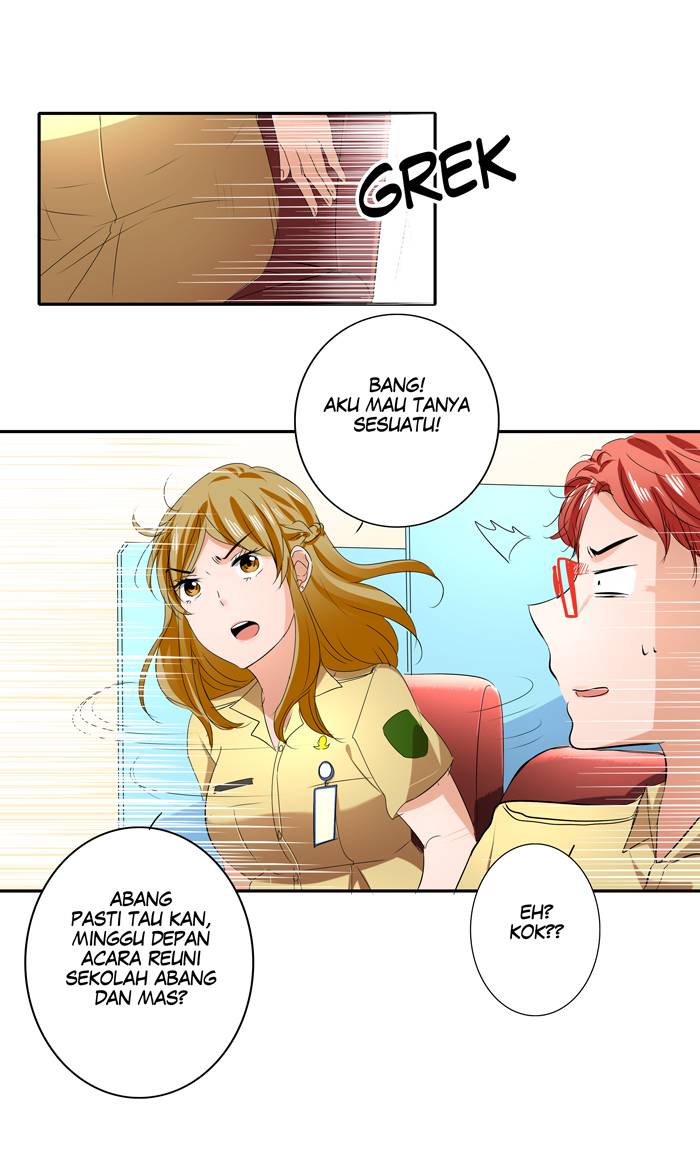 GREK
BANG!
AKU MAU TANYA
SESUATU!
ABANG
PASTI TAU KAN,
MINGGU DEPAN
ACARA REUNI
SEKOLAH ABANG
DAN MAS?
EH?
KOK??